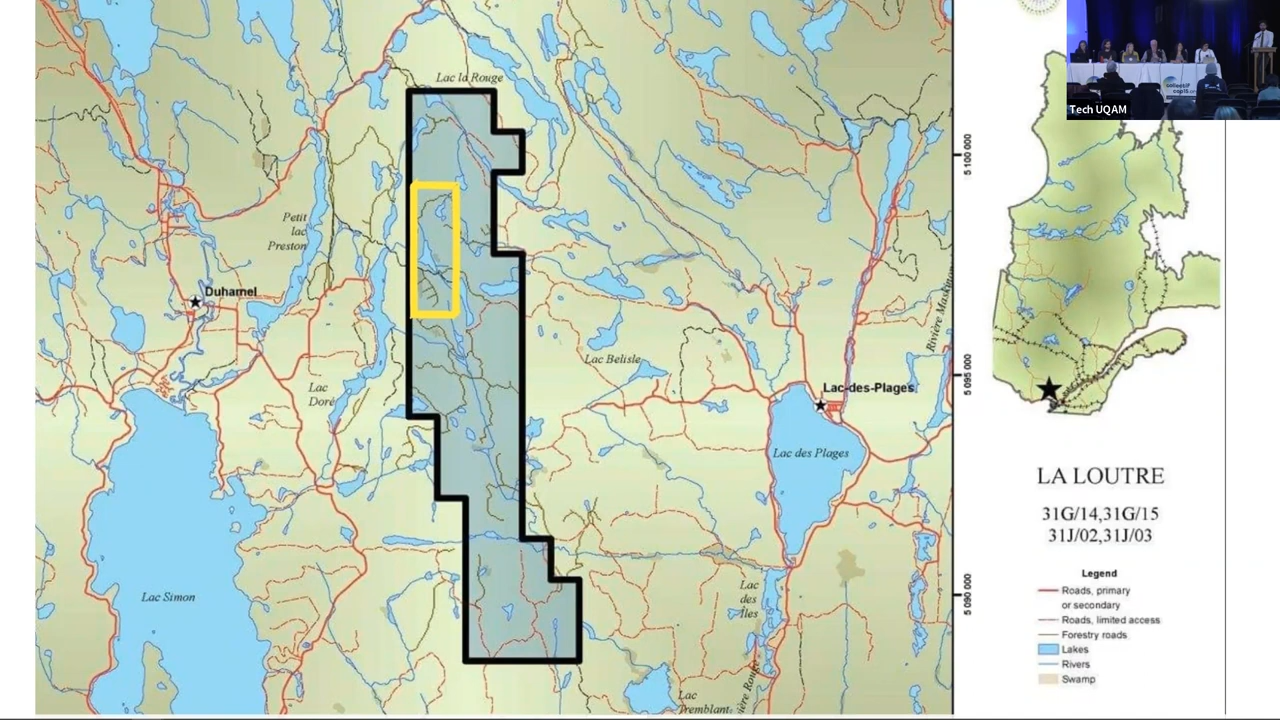 Lac la Rouge
Petit
lac
Preston
Duhamel
Lac
Doré
Lac Belisle
Lac-des-Plages
Lac des Plages
Lac Simon
Lac
des
Îles
Lac
Tremblant
Rivière
5 100 000
5 095 000
5 090 000
Tech UQAM
collectif
cop15
LA LOUTRE
31G/14,31G/15
31J/02,31J/03
Legend
Roads, primary
or secondary
Roads, limited access
Forestry roads
Lakes
Rivers
Swamp